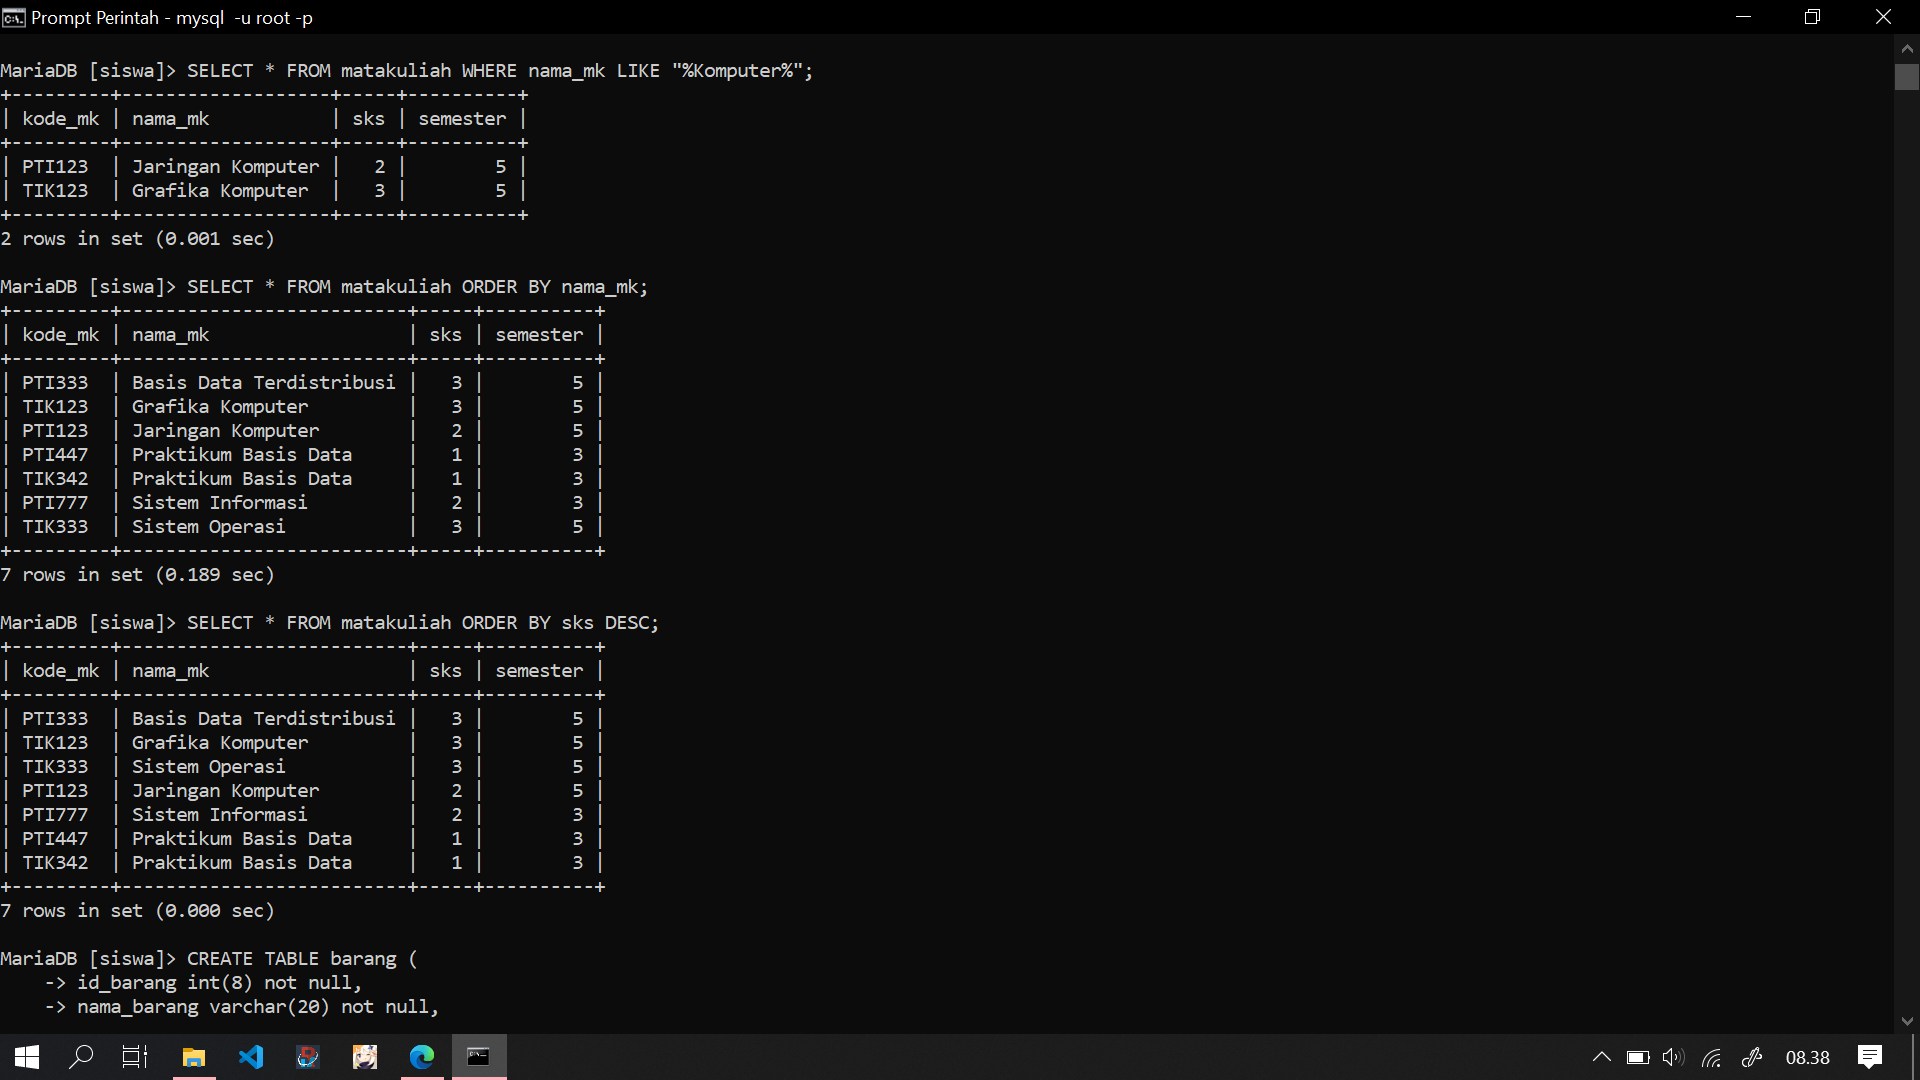 Prompt Perintah - mysql  -u root -p
MariaDB [siswa]> SELECT * FROM matakuliah WHERE nama_mk LIKE "%Komputer%";
+---------+-------------------+-----+----------+
| kode_mk | nama_mk           | sks | semester |
+---------+-------------------+-----+----------+
| PTI123  | Jaringan Komputer |   2 |        5 |
| TIK123  | Grafika Komputer  |   3 |        5 |
+---------+-------------------+-----+----------+
2 rows in set (0.001 sec)
MariaDB [siswa]> SELECT * FROM matakuliah ORDER BY nama_mk;
+---------+--------------------------+-----+----------+
| kode_mk | nama_mk                  | sks | semester |
+---------+--------------------------+-----+----------+
| PTI333  | Basis Data Terdistribusi |   3 |        5 |
| TIK123  | Grafika Komputer         |   3 |        5 |
| PTI123  | Jaringan Komputer        |   2 |        5 |
| PTI447  | Praktikum Basis Data     |   1 |        3 |
| TIK342  | Praktikum Basis Data     |   1 |        3 |
| PTI777  | Sistem Informasi         |   2 |        3 |
| TIK333  | Sistem Operasi           |   3 |        5 |
+---------+--------------------------+-----+----------+
7 rows in set (0.189 sec)
MariaDB [siswa]> SELECT * FROM matakuliah ORDER BY sks DESC;
+---------+--------------------------+-----+----------+
| kode_mk | nama_mk                  | sks | semester |
+---------+--------------------------+-----+----------+
| PTI333  | Basis Data Terdistribusi |   3 |        5 |
| TIK123  | Grafika Komputer         |   3 |        5 |
| TIK333  | Sistem Operasi           |   3 |        5 |
| PTI123  | Jaringan Komputer        |   2 |        5 |
| PTI777  | Sistem Informasi         |   2 |        3 |
| PTI447  | Praktikum Basis Data     |   1 |        3 |
| TIK342  | Praktikum Basis Data     |   1 |        3 |
+---------+--------------------------+-----+----------+
7 rows in set (0.000 sec)
MariaDB [siswa]> CREATE TABLE barang (
    -> id_barang int(8) not null,
    -> nama_barang varchar(20) not null,
08.38